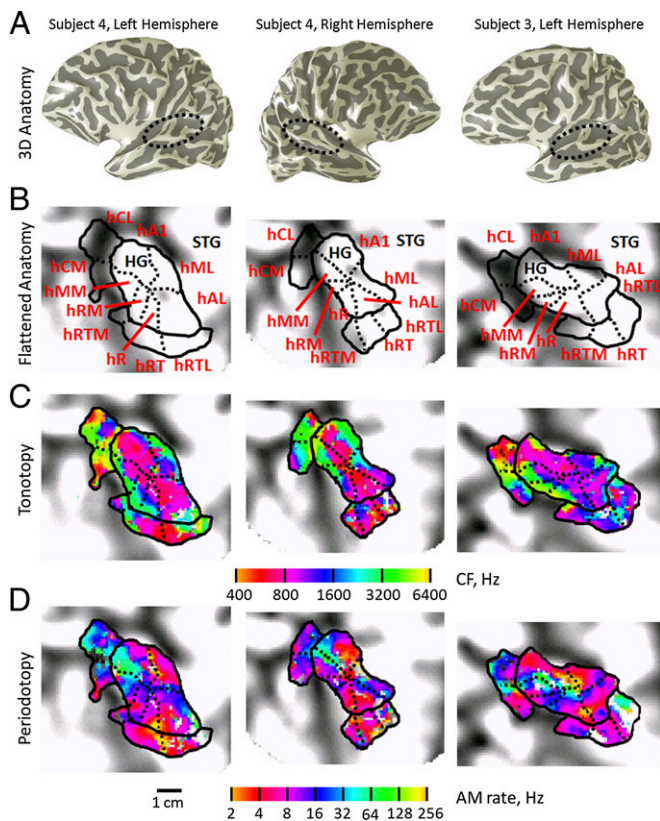 A
Subject 4, Left Hemisphere
Subject 4, Right Hemisphere
Subject 3, Left Hemisphere
3D Anatomy
B
Flattened Anatomy
hCL
hA1
STG
HG
hCM
hML
hMM
hAL
hRM
hRTM
hR
hRT
hRTL
hCL
hA1
STG
HG
hCM
hML
hMM
hAL
hR
hRM
hRTL
hRTM
hRT
hCL
hA1
STG
hML
HG
hAL
hCM
hRTL
hMM
hRM
hR
hRTM
hRT
C
Tonotopy
400 800 1600 3200 6400
CF, Hz
D
Periodotopy
1 cm
2 4 8 16 32 64 128 256
AM rate, Hz